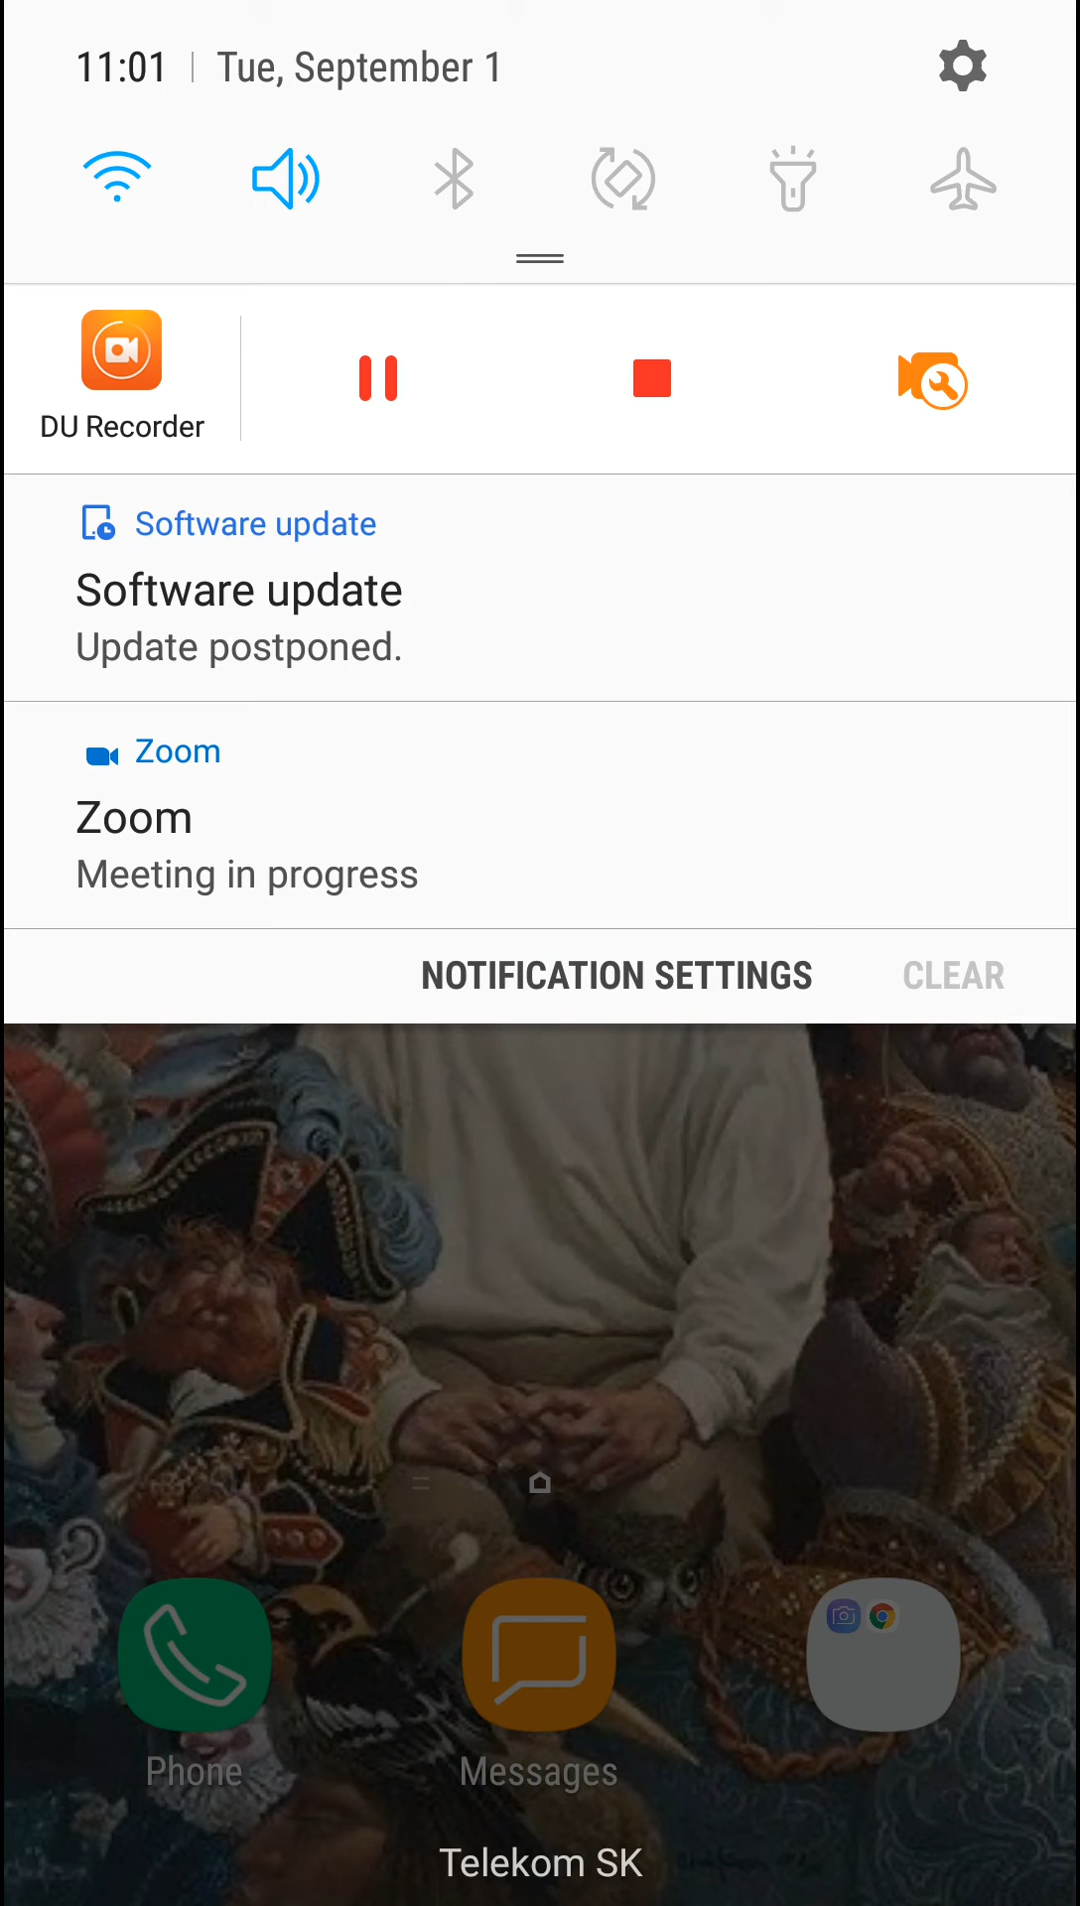 11:01 | Tue, September 1
DU Recorder
Software update
Software update
Update postponed.
Zoom
Zoom
Meeting in progress
NOTIFICATION SETTINGS CLEAR
Phone Messages
Telekom SK